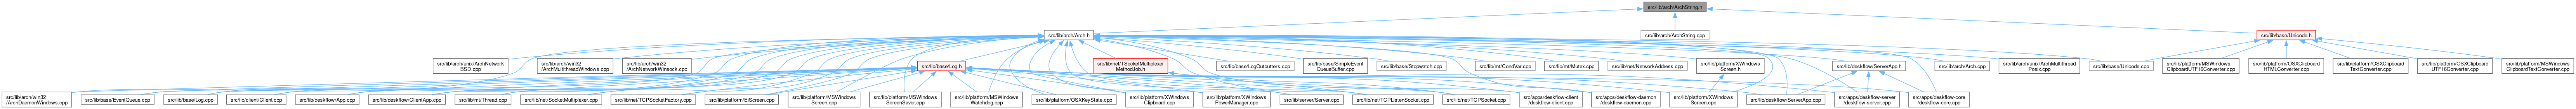 src/lib/arch/ArchString.h
src/lib/arch/Arch.h
src/lib/arch/ArchString.cpp
src/lib/base/Unicode.h
src/lib/arch/unix/ArchNetwork
BSD.cpp
src/lib/arch/win32
/ArchMultithreadWindows.cpp
src/lib/arch/win32
/ArchNetworkWinsock.cpp
src/lib/base/Log.h
src/lib/net/TSocketMultiplexer
MethodJob.h
src/lib/base/LogOutputters.cpp
src/lib/base/SimpleEvent
QueueBuffer.cpp
src/lib/base/Stopwatch.cpp
src/lib/mt/CondVar.cpp
src/lib/mt/Mutex.cpp
src/lib/net/NetworkAddress.cpp
src/lib/platform/XWindows
Screen.h
src/lib/deskflow/ServerApp.h
src/lib/arch/Arch.cpp
src/lib/arch/unix/ArchMultithread
Posix.cpp
src/lib/base/Unicode.cpp
src/lib/platform/MSWindows
ClipboardUTF16Converter.cpp
src/lib/platform/OSXClipboard
HTMLConverter.cpp
src/lib/platform/OSXClipboard
TextConverter.cpp
src/lib/platform/OSXClipboard
UTF16Converter.cpp
src/lib/platform/MSWindows
ClipboardTextConverter.cpp
src/lib/arch/win32
/ArchDaemonWindows.cpp
src/lib/base/EventQueue.cpp
src/lib/base/Log.cpp
src/lib/client/Client.cpp
src/lib/deskflow/App.cpp
src/lib/deskflow/ClientApp.cpp
src/lib/mt/Thread.cpp
src/lib/net/SocketMultiplexer.cpp
src/lib/net/TCPSocketFactory.cpp
src/lib/platform/EiScreen.cpp
src/lib/platform/MSWindows
Screen.cpp
src/lib/platform/MSWindows
ScreenSaver.cpp
src/lib/platform/MSWindows
Watchdog.cpp
src/lib/platform/OSXKeyState.cpp
src/lib/platform/XWindows
Clipboard.cpp
src/lib/platform/XWindows
PowerManager.cpp
src/lib/server/Server.cpp
src/lib/net/TCPListenSocket.cpp
src/lib/net/TCPSocket.cpp
src/apps/deskflow-client
/deskflow-client.cpp
src/apps/deskflow-daemon
/deskflow-daemon.cpp
src/lib/platform/XWindows
Screen.cpp
src/lib/deskflow/ServerApp.cpp
src/apps/deskflow-server
/deskflow-server.cpp
src/apps/deskflow-core
/deskflow-core.cpp